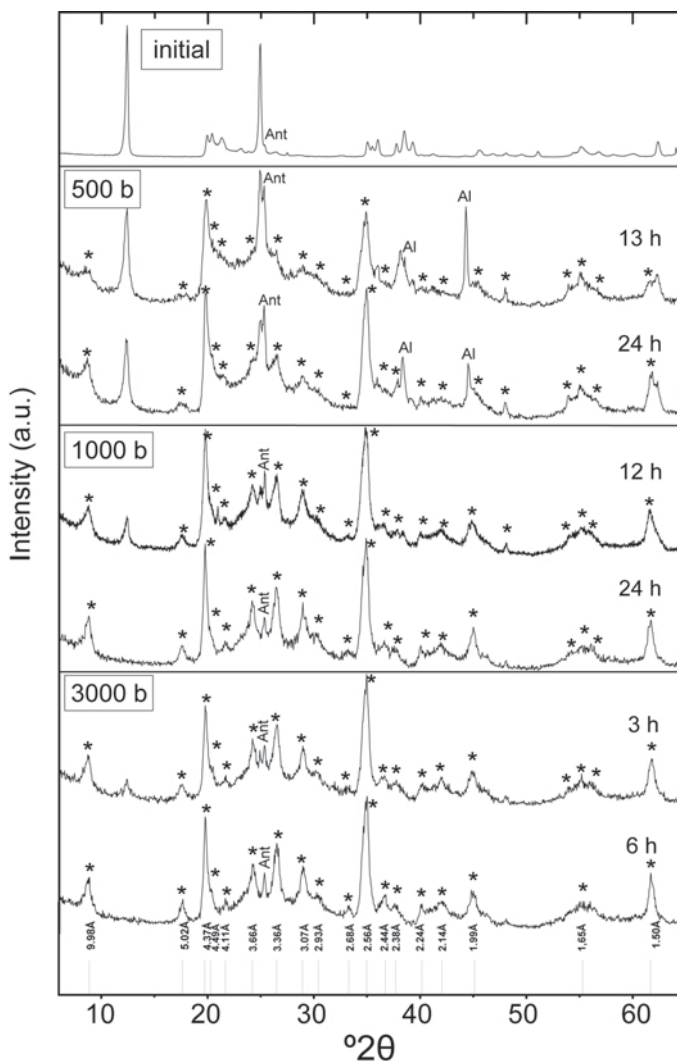 initial
Ant
500 b
Ant
Al
Al
13 h
Ant
Al
Al
24 h
1000 b
Ant
12 h
Ant
24 h
3000 b
Ant
3 h
Ant
6 h
9.98Å
5.02Å
4.37Å
4.49Å
4.11Å
3.66Å
3.36Å
3.07Å
2.93Å
2.68Å
2.56Å
2.44Å
2.38Å
2.24Å
2.14Å
1.99Å
1,65Å
1.50Å
10 20 30 40 50 60
º2θ
Intensity (a.u.)